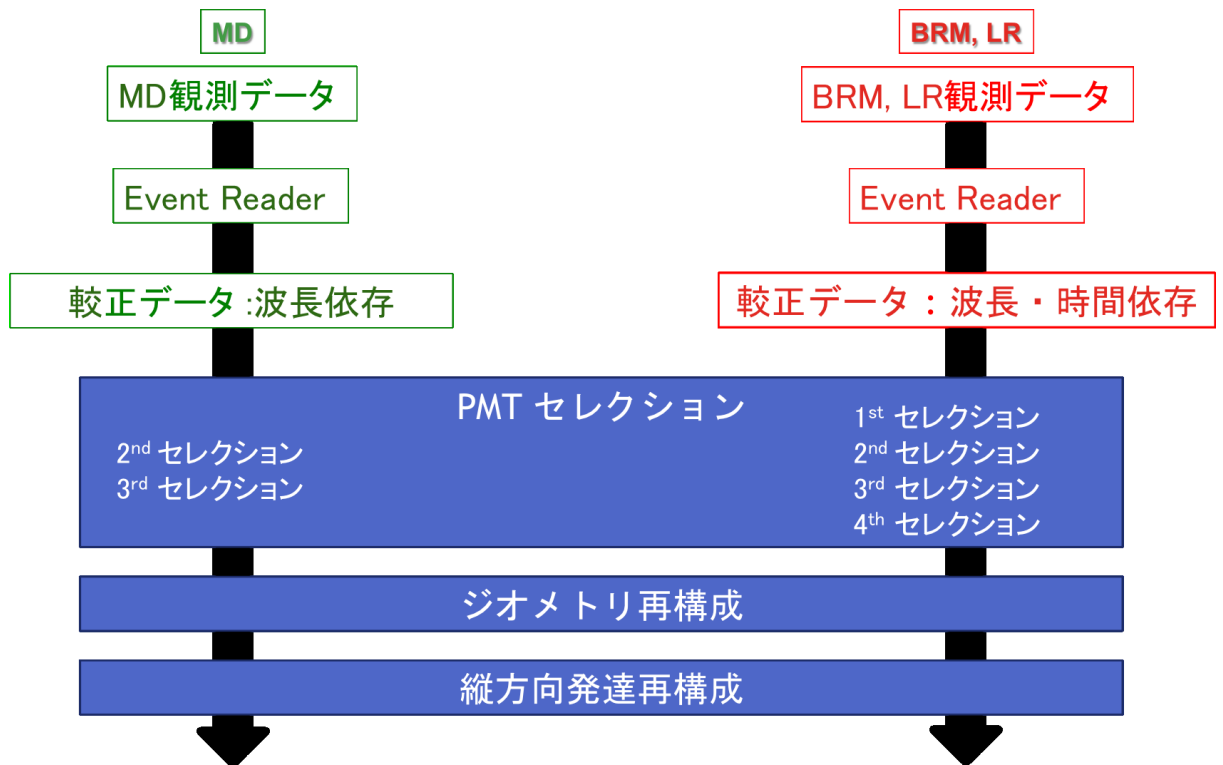 MD
BRM, LR
MD観測データ
BRM, LR観測データ
Event Reader
Event Reader
較正データ:波長依存
較正データ：波長・時間依存
PMT セレクション
2nd セレクション
3rd セレクション
1st セレクション
2nd セレクション
3rd セレクション
4th セレクション
ジオメトリ再構成
縦方向発達再構成